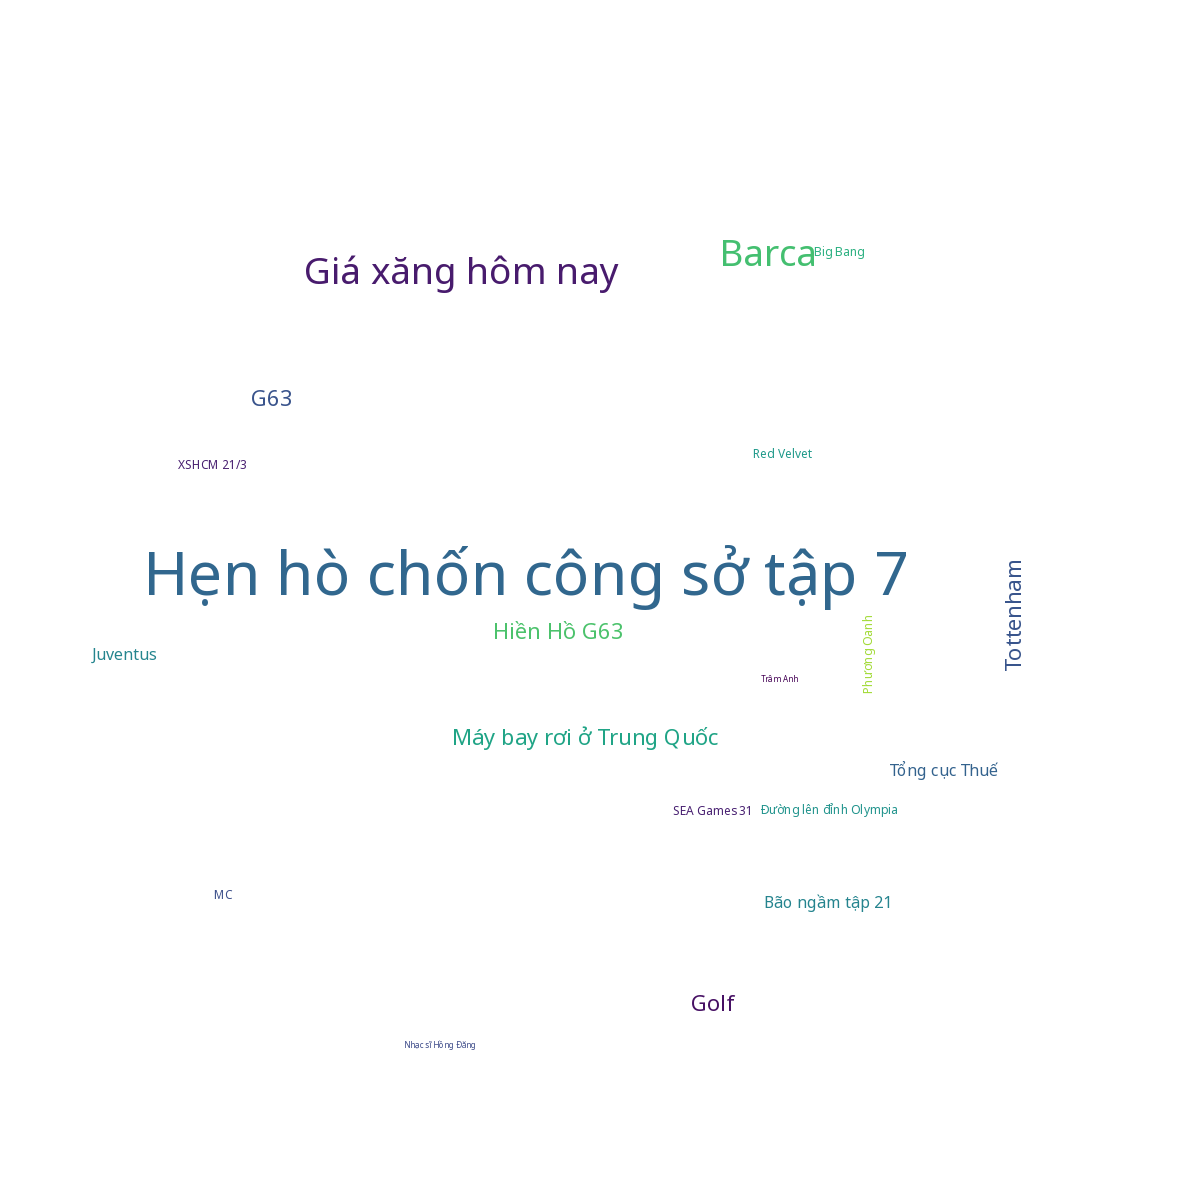 Barca
Big Bang
Giá xăng hôm nay
G63
Red Velvet
XSHCM 21/3
Hẹn hò chốn công sở tập 7
Tottenham
Hiền Hồ G63
Phương Oanh
Juventus
Trâm Anh
Máy bay rơi ở Trung Quốc
Tổng cục Thuế
SEA Games 31
Đường lên đỉnh Olympia
MC
Bão ngầm tập 21
Golf
Nhạc sĩ Hồng Đăng